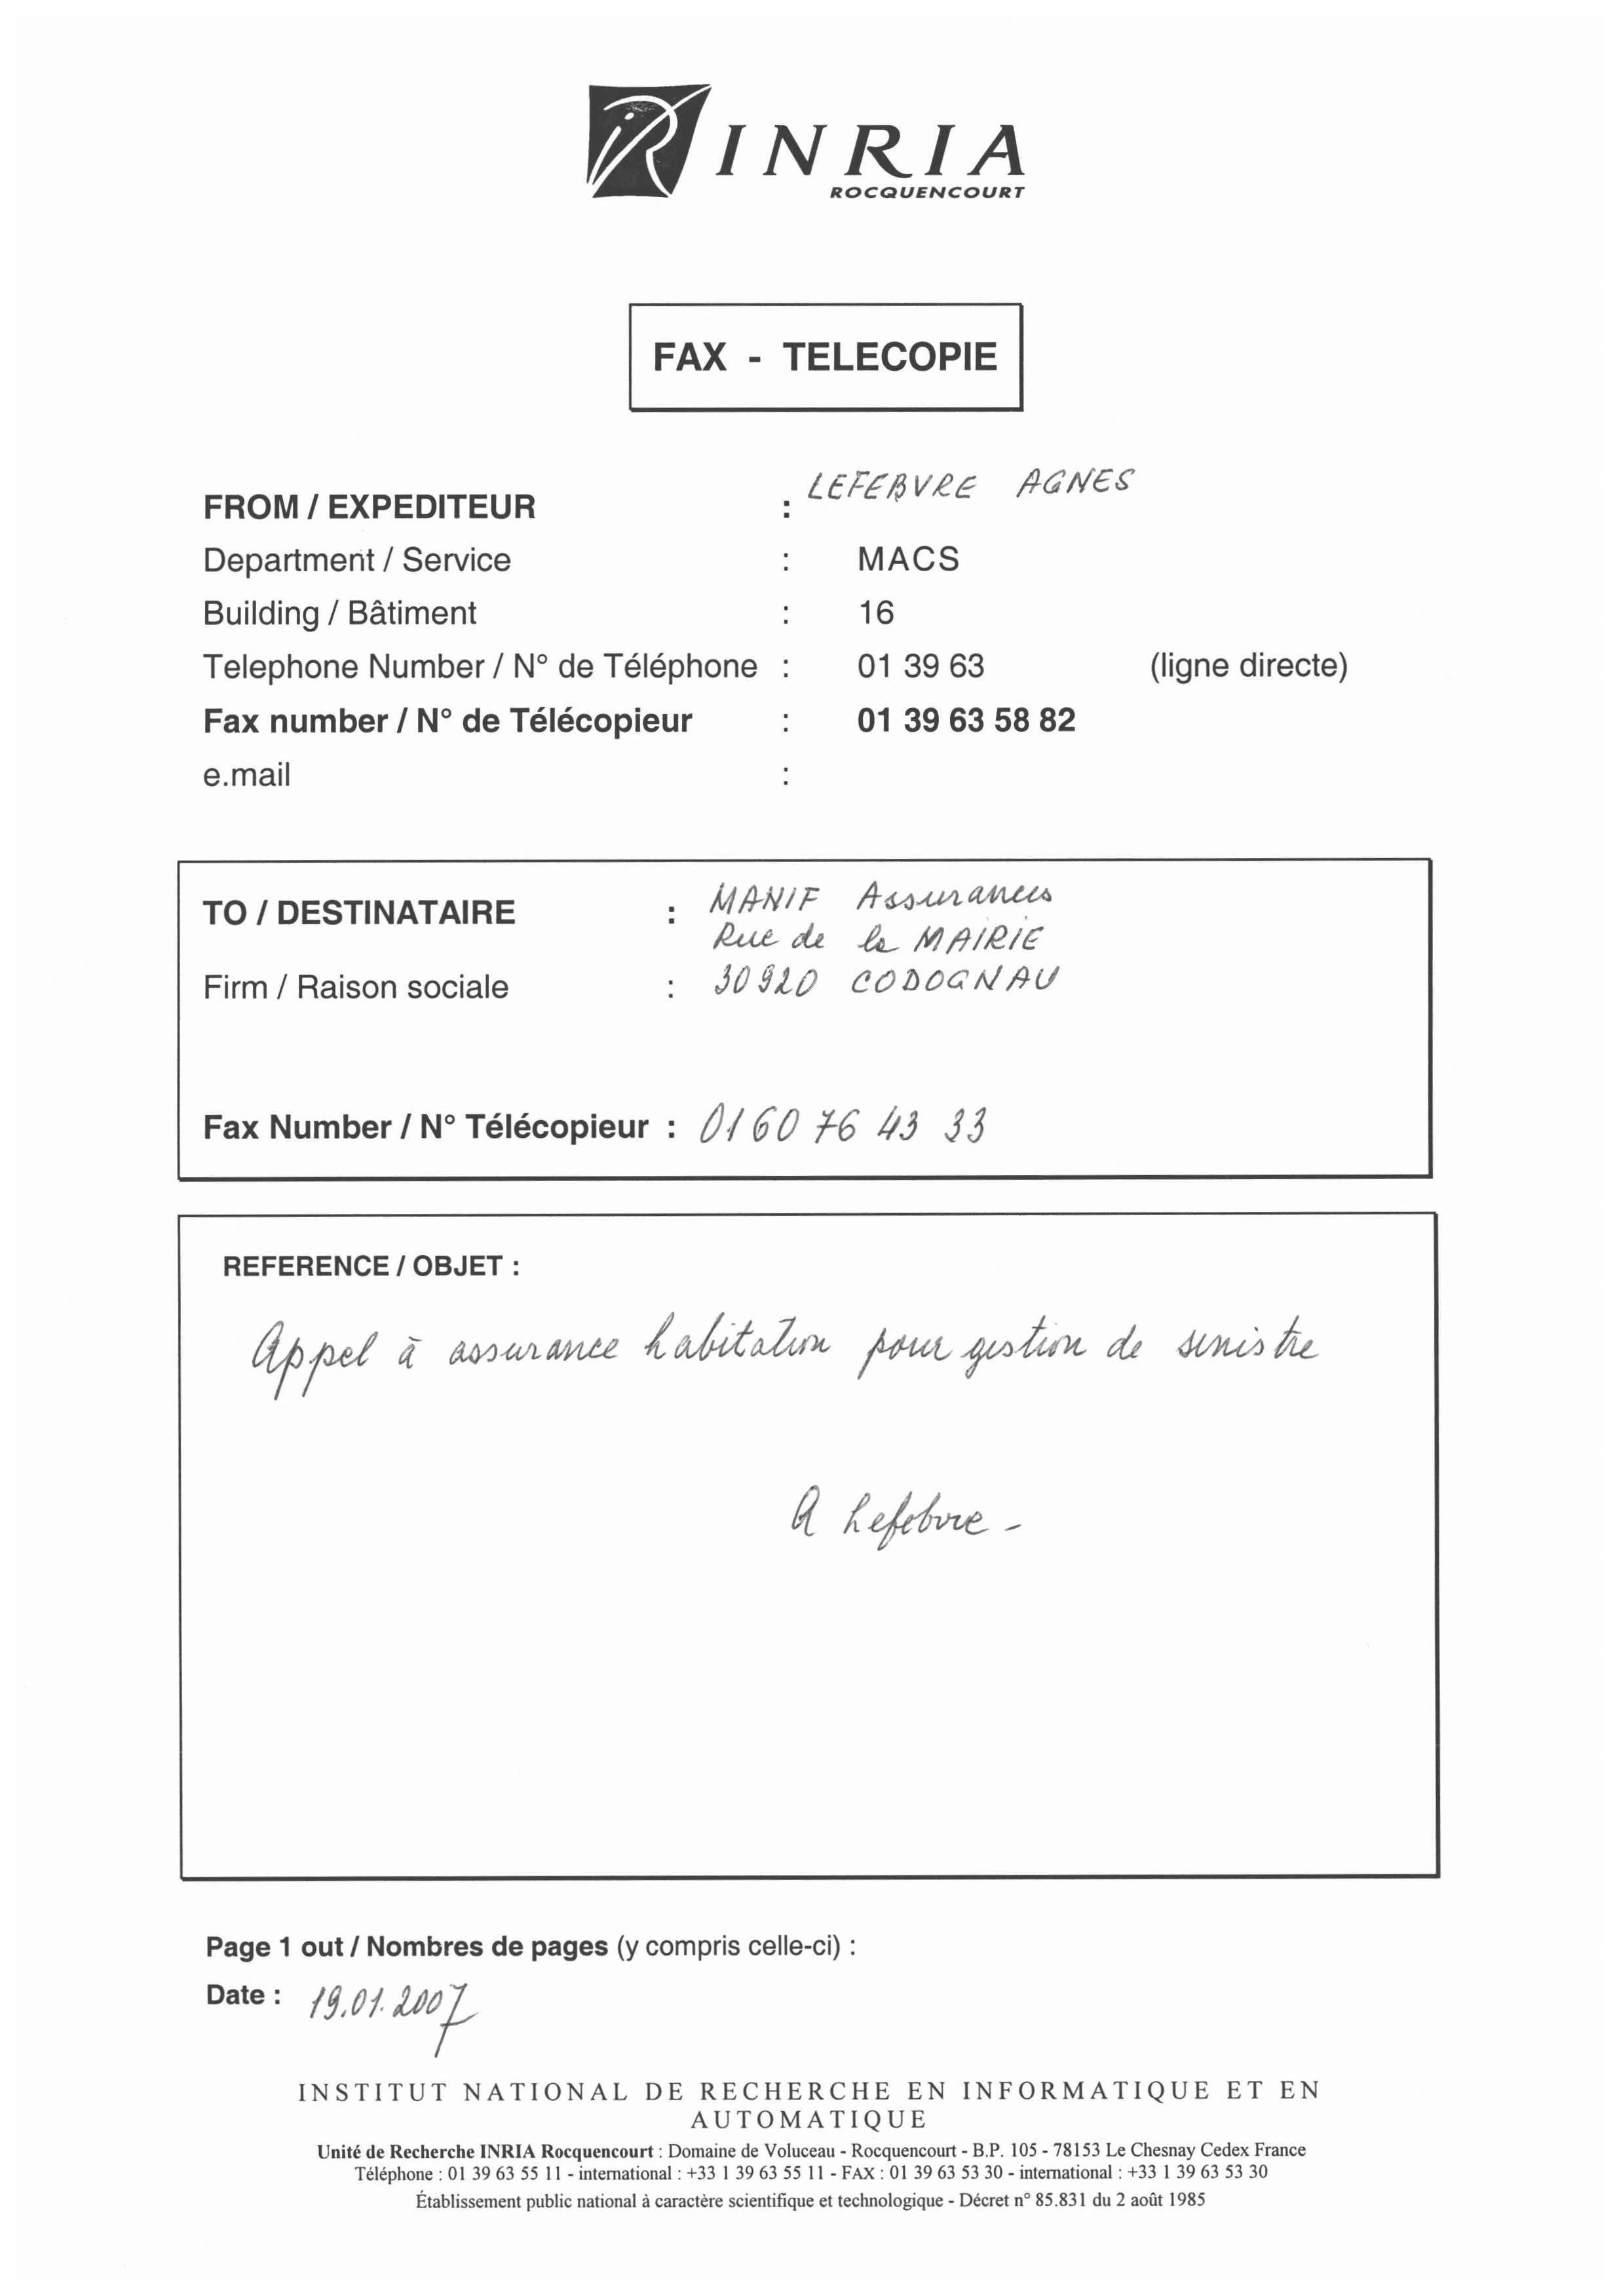 INRIA
ROCQUENCOURT
FAX - TELECOPIE
FROM / EXPEDITEUR : LEFEBVRE AGNES
Department / Service : MACS
Building / Bâtiment : 16
Telephone Number / N° de Téléphone : 01 39 63 (ligne directe)
Fax number / N° de Télécopieur : 01 39 63 58 82
e.mail :
TO / DESTINATAIRE : MANIF Assurances
Rue de la MAIRIE
Firm / Raison sociale : 30920 CODOGNAU
Fax Number / N° Télécopieur : 01 60 76 43 33
REFERENCE / OBJET :
Appel à assurance habitation pour gestion de sinistre
A Lefebvre -
Page 1 out / Nombres de pages (y compris celle-ci) :
Date : 19.01.2007
INSTITUT NATIONAL DE RECHERCHE EN INFORMATIQUE ET EN
AUTOMATIQUE
Unité de Recherche INRIA Rocquencourt : Domaine de Voluceau - Rocquencourt - B.P. 105 - 78153 Le Chesnay Cedex France
Téléphone : 01 39 63 55 11 - international : +33 1 39 63 55 11 - FAX : 01 39 63 53 30 - international : +33 1 39 63 53 30
Établissement public national à caractère scientifique et technologique - Décret n° 85.831 du 2 août 1985